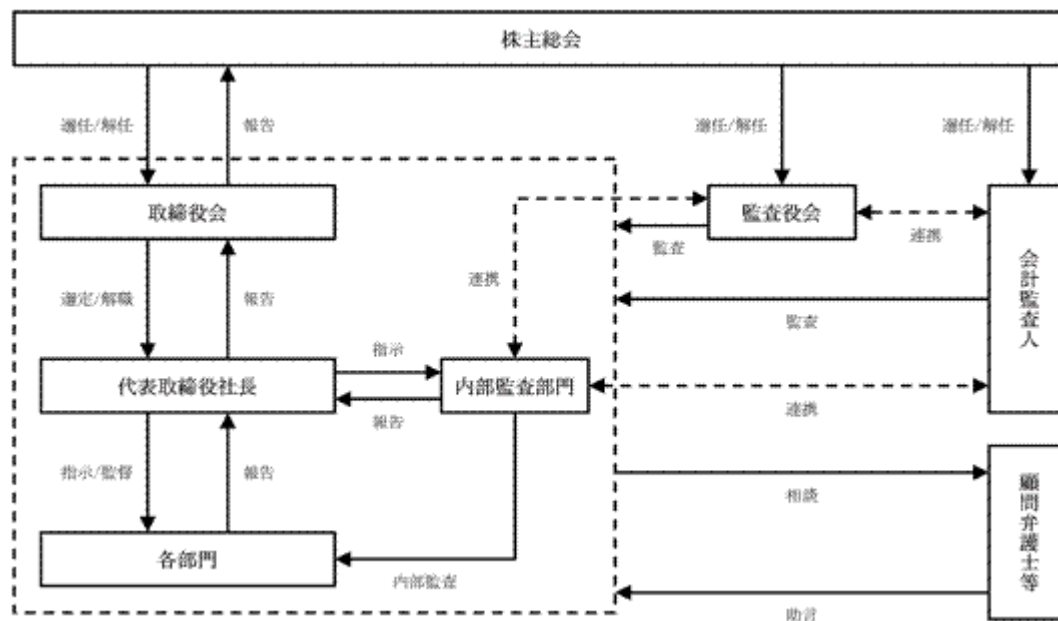 株主総会
選任/解任
報告
選任/解任
選任/解任
取締役会
監査役会
連携
監査
会計監査人
連携
選定/解職
報告
監査
指示
代表取締役社長
内部監査部門
報告
連携
指示/監督
報告
相談
顧問弁護士等
各部門
内部監査
助言